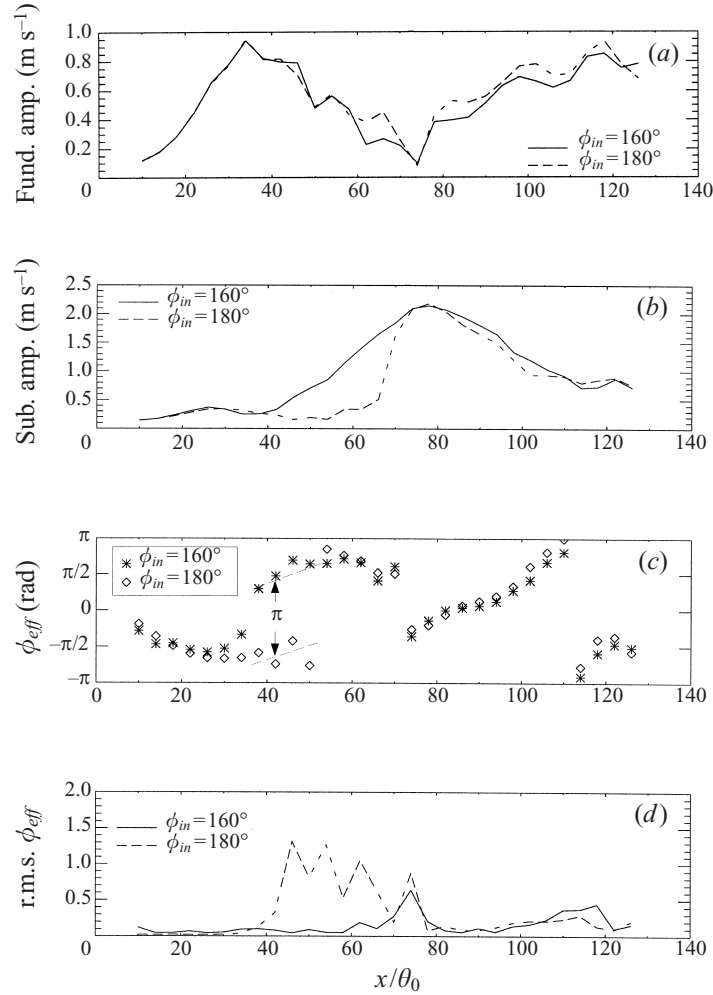 1.0
0.8
0.6
0.4
0.2
Fund. amp. (m s⁻¹)
(a)
ϕin = 160°
ϕin = 180°
0 20 40 60 80 100 120 140
2.5
2.0
1.5
1.0
0.5
Sub. amp. (m s⁻¹)
(b)
ϕin = 160°
ϕin = 180°
0 20 40 60 80 100 120 140
π
π/2
0
−π/2
−π
ϕeff (rad)
(c)
ϕin = 160°
ϕin = 180°
π
0 20 40 60 80 100 120 140
2.0
1.5
1.0
0.5
r.m.s. ϕeff
(d)
ϕin = 160°
ϕin = 180°
0 20 40 60 80 100 120 140
x/θ0